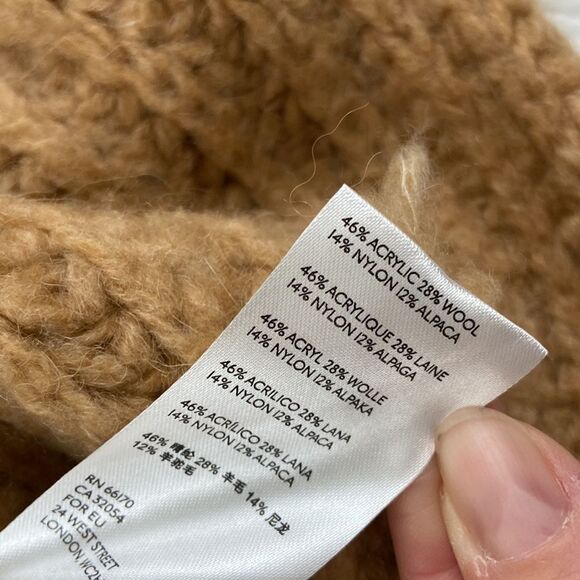 46% ACRYLIC 28% WOOL
14% NYLON 12% ALPACA
46% ACRYLIQUE 28% LAINE
14% NYLON 12% ALPAGA
46% ACRYL 28% WOLLE
14% NYLON 12% ALPAKA
46% ACRILICO 28% LANA
14% NYLON 12% ALPACA
46% ACRÍLICO 28% LANA
14% NYLON 12% ALPACA
46% 腈纶 28% 羊毛 14% 尼龙
12% 羊驼毛
RN 66170
CA 32054
FOR EU
24 WEST STREET
LONDON